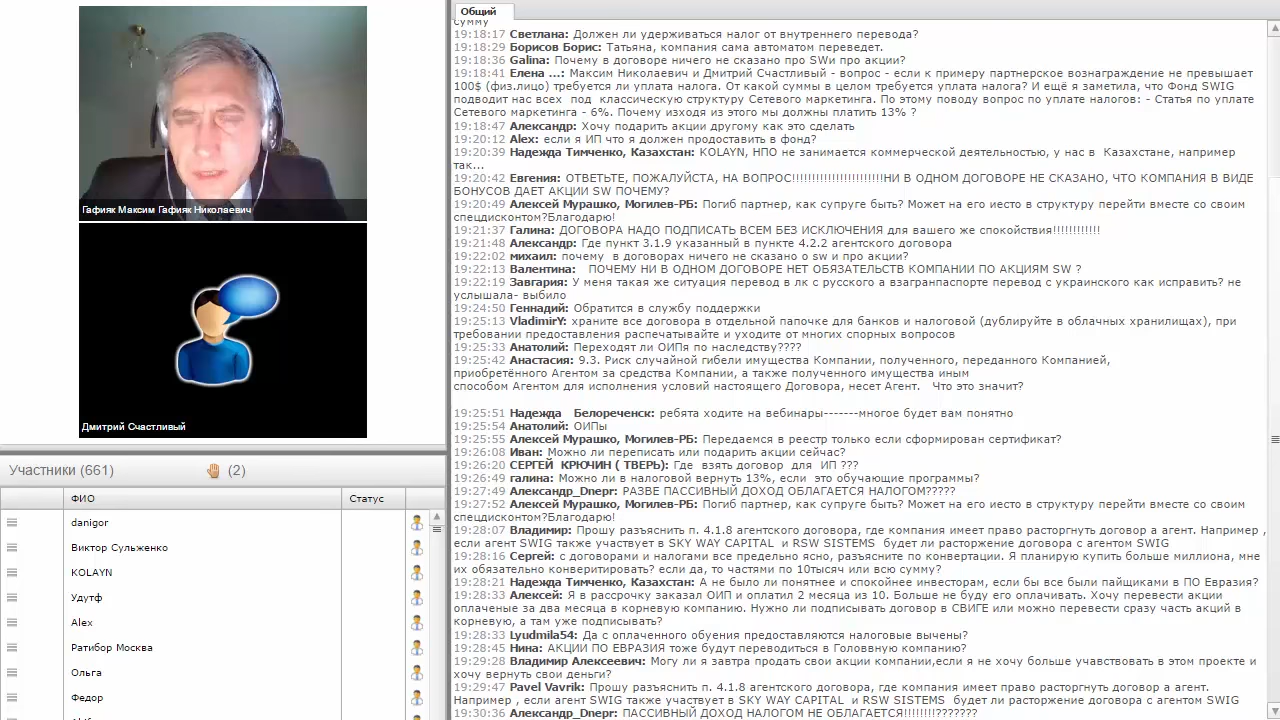 Общий
сумму
19:18:17 Светлана: Должен ли удерживаться налог от внутреннего перевода?
19:18:29 Борисов Борис: Татьяна, компания сама автоматом переведет.
19:18:36 Galina: Почему в договоре ничего не сказано про SWи про акции?
19:18:41 Елена ...: Максим Николаевич и Дмитрий Счастливый - вопрос - если к примеру партнерское вознаграждение не превышает
100$ (физ.лицо) требуется ли уплата налога? От какой суммы в целом требуется уплата налога? И ещё я заметила, что Фонд SWIG
подводит нас всех под классическую структуру Сетевого маркетинга. По этому поводу вопрос по уплате налогов: - Статья по уплате
Сетевого маркетинга - 6%. Почему изходя из этого мы должны платить 13% ?
19:18:47 Александр: Хочу подарить акции другому как это сделать
19:20:12 Alex: если я ИП что я должен продоставить в фонд?
19:20:39 Надежда Тимченко, Казахстан: KOLAYN, НПО не занимается коммерческой деятельностью, у нас в Казахстане, например
так...
19:20:42 Евгения: ОТВЕТЬТЕ, ПОЖАЛУЙСТА, НА ВОПРОС!!!!!!!!!!!!!!!!!!!!!!!НИ В ОДНОМ ДОГОВОРЕ НЕ СКАЗАНО, ЧТО КОМПАНИЯ В ВИДЕ
БОНУСОВ ДАЕТ АКЦИИ SW ПОЧЕМУ?
19:20:49 Алексей Мурашко, Могилев-РБ: Погиб партнер, как супруге быть? Может на его иесто в структуру перейти вместе со своим
спецдисконтом?Благодарю!
19:21:37 Галина: ДОГОВОРА НАДО ПОДПИСАТЬ ВСЕМ БЕЗ ИСКЛЮЧЕНИЯ для вашего же спокойствия!!!!!!!!!!!!
19:21:48 Александр: Где пункт 3.1.9 указанный в пункте 4.2.2 агентского договора
19:22:02 михаил: почему в договорах ничего не сказано о sw и про акции?
19:22:13 Валентина: ПОЧЕМУ НИ В ОДНОМ ДОГОВОРЕ НЕТ ОБЯЗАТЕЛЬСТВ КОМПАНИИ ПО АКЦИЯМ SW ?
19:22:19 Завгария: У меня такая же ситуация перевод в лк с русского а взагранпаспорте перевод с украинского как исправить? не
услышала- выбило
19:24:50 Геннадий: Обратится в службу поддержки
19:25:13 VladimirY: храните все договора в отдельной папочке для банков и налоговой (дублируйте в облачных хранилищах), при
требовании предоставления распечатывайте и уходите от многих спорных вопросов
19:25:33 Анатолий: Переходят ли ОИПя по наследству????
19:25:42 Анастасия: 9.3. Риск случайной гибели имущества Компании, полученного, переданного Компанией,
приобретённого Агентом за средства Компании, а также полученного имущества иным
способом Агентом для исполнения условий настоящего Договора, несет Агент. Что это значит?
19:25:51 Надежда Белореченск: ребята ходите на вебинары-------многое будет вам понятно
19:25:54 Анатолий: ОИПы
19:25:55 Алексей Мурашко, Могилев-РБ: Передаемся в реестр только если сформирован сертификат?
19:26:08 Иван: Можно ли переписать или подарить акции сейчас?
19:26:20 СЕРГЕЙ КРЮЧИН ( ТВЕРЬ): Где взять договор для ИП ???
19:26:49 галина: Можно ли в налоговой вернуть 13%, если это обучающие программы?
19:27:49 Александр_Dnepr: РАЗВЕ ПАССИВНЫЙ ДОХОД ОБЛАГАЕТСЯ НАЛОГОМ?????
19:27:52 Алексей Мурашко, Могилев-РБ: Погиб партнер, как супруге быть? Может на его иесто в структуру перейти вместе со своим
спецдисконтом?Благодарю!
19:28:07 Владимир: Прошу разъяснить п. 4.1.8 агентского договора, где компания имеет право расторгнуть договор а агент. Например ,
если агент SWIG также участвует в SKY WAY CAPITAL и RSW SISTEMS будет ли расторжение договора с агентом SWIG
19:28:16 Сергей: с договорами и налогами все предельно ясно, разъясните по конвертации. Я планирую купить больше миллиона, мне
их обязательно конверитировать? если да, то частями по 10тысяч или всю сумму?
19:28:21 Надежда Тимченко, Казахстан: А не было ли понятнее и спокойнее инвесторам, если бы все были пайщиками в ПО Евразия?
19:28:33 Алексей: Я в рассрочку заказал ОИП и оплатил 2 месяца из 10. Больше не буду его оплачивать. Хочу перевести акции
оплаченые за два месяца в корневую компанию. Нужно ли подписывать договор в СВИГЕ или можно перевести сразу часть акций в
корневую, а там уже подписывать?
19:28:33 Lyudmila54: Да с оплаченного обуения предоставляются налоговые вычены?
19:28:45 Нина: АКЦИИ ПО ЕВРАЗИЯ тоже будут переводиться в Головвную компанию?
19:29:28 Владимир Алексеевич: Могу ли я завтра продать свои акции компании,если я не хочу больше учавствовать в этом проекте и
хочу вернуть свои деньги?
19:29:47 Pavel Vavrik: Прошу разъяснить п. 4.1.8 агентского договора, где компания имеет право расторгнуть договор а агент.
Например , если агент SWIG также участвует в SKY WAY CAPITAL и RSW SISTEMS будет ли расторжение договора с агентом SWIG
19:30:36 Александр_Dнepr: ПАССИВНЫЙ ДОХОД НАЛОГОМ НЕ ОБЛАГАЕТСЯ!!!!!!!!???????
Гафияк Максим Гафияк Николаевич
Дмитрий Счастливый
Участники (661) (2)
ФИО Статус
danigor
Виктор Сульженко
KOLAYN
Удутф
Alex
Ратибор Москва
Ольга
Федор